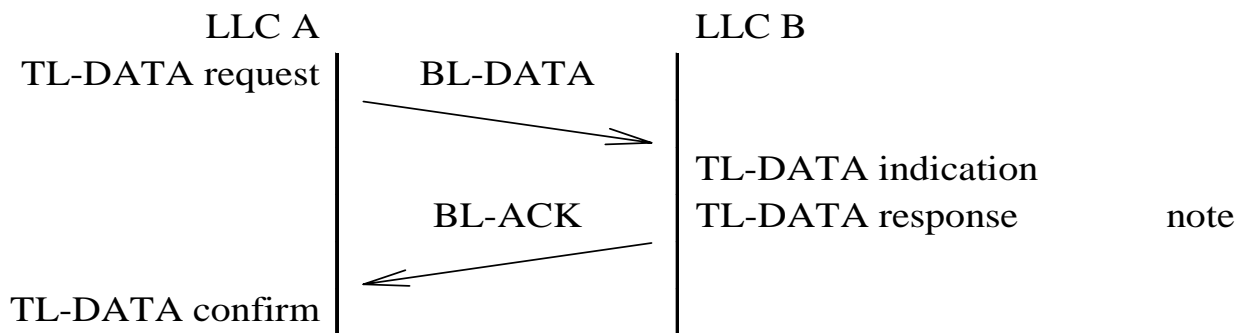 LLC A LLC B
TL-DATA request BL-DATA
TL-DATA indication
BL-ACK TL-DATA response note
TL-DATA confirm